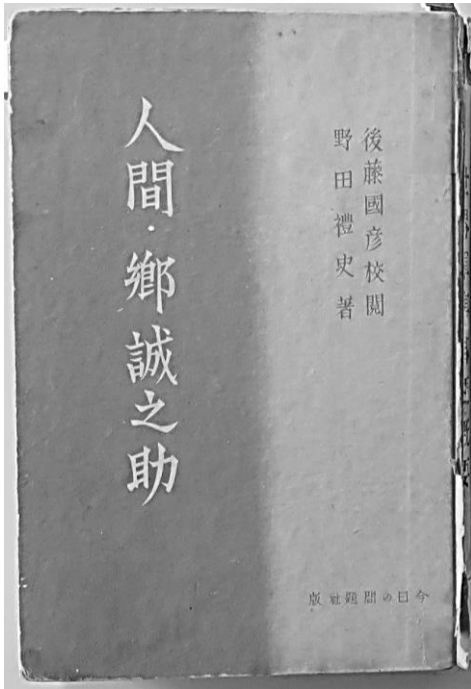 後藤國彦校閲
野田禮史著
人間・郷誠之助
今日の問題社版